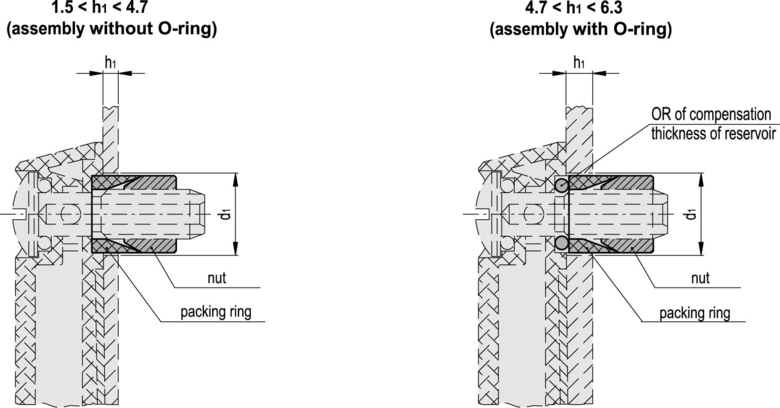 1.5 < h1 < 4.7
(assembly without O-ring)
h1
d1
nut
packing ring
4.7 < h1 < 6.3
(assembly with O-ring)
h1
OR of compensation
thickness of reservoir
d1
nut
packing ring